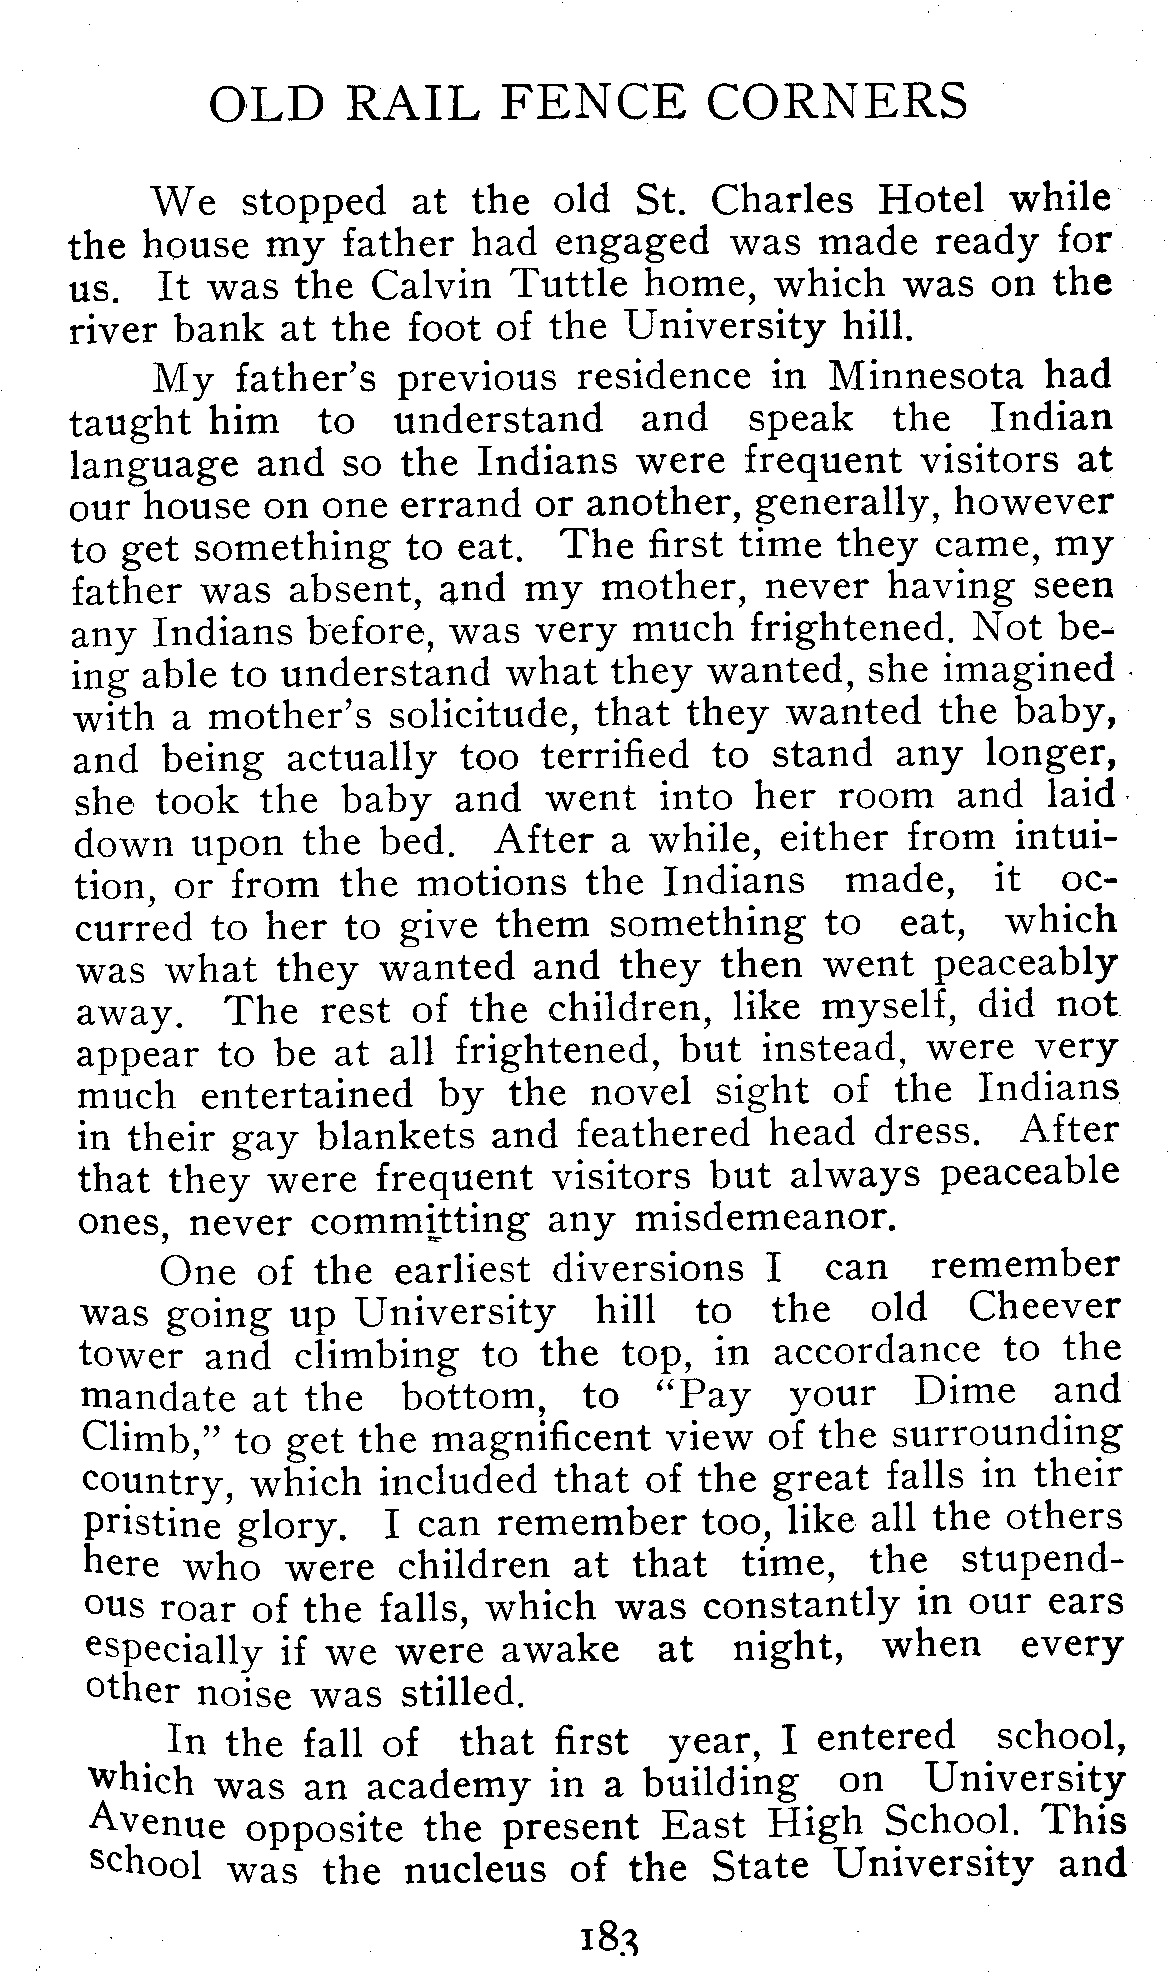 OLD RAIL FENCE CORNERS
We stopped at the old St. Charles Hotel while
the house my father had engaged was made ready for
us. It was the Calvin Tuttle home, which was on the
river bank at the foot of the University hill.
My father's previous residence in Minnesota had
taught him to understand and speak the Indian
language and so the Indians were frequent visitors at
our house on one errand or another, generally, however
to get something to eat. The first time they came, my
father was absent, and my mother, never having seen
any Indians before, was very much frightened. Not be-
ing able to understand what they wanted, she imagined
with a mother's solicitude, that they wanted the baby,
and being actually too terrified to stand any longer,
she took the baby and went into her room and laid
down upon the bed. After a while, either from intui-
tion, or from the motions the Indians made, it oc-
curred to her to give them something to eat, which
was what they wanted and they then went peaceably
away. The rest of the children, like myself, did not
appear to be at all frightened, but instead, were very
much entertained by the novel sight of the Indians
in their gay blankets and feathered head dress. After
that they were frequent visitors but always peaceable
ones, never committing any misdemeanor.
One of the earliest diversions I can remember
was going up University hill to the old Cheever
tower and climbing to the top, in accordance to the
mandate at the bottom, to "Pay your Dime and
Climb," to get the magnificent view of the surrounding
country, which included that of the great falls in their
pristine glory. I can remember too, like all the others
here who were children at that time, the stupend-
ous roar of the falls, which was constantly in our ears
especially if we were awake at night, when every
other noise was stilled.
In the fall of that first year, I entered school,
which was an academy in a building on University
Avenue opposite the present East High School. This
school was the nucleus of the State University and
183